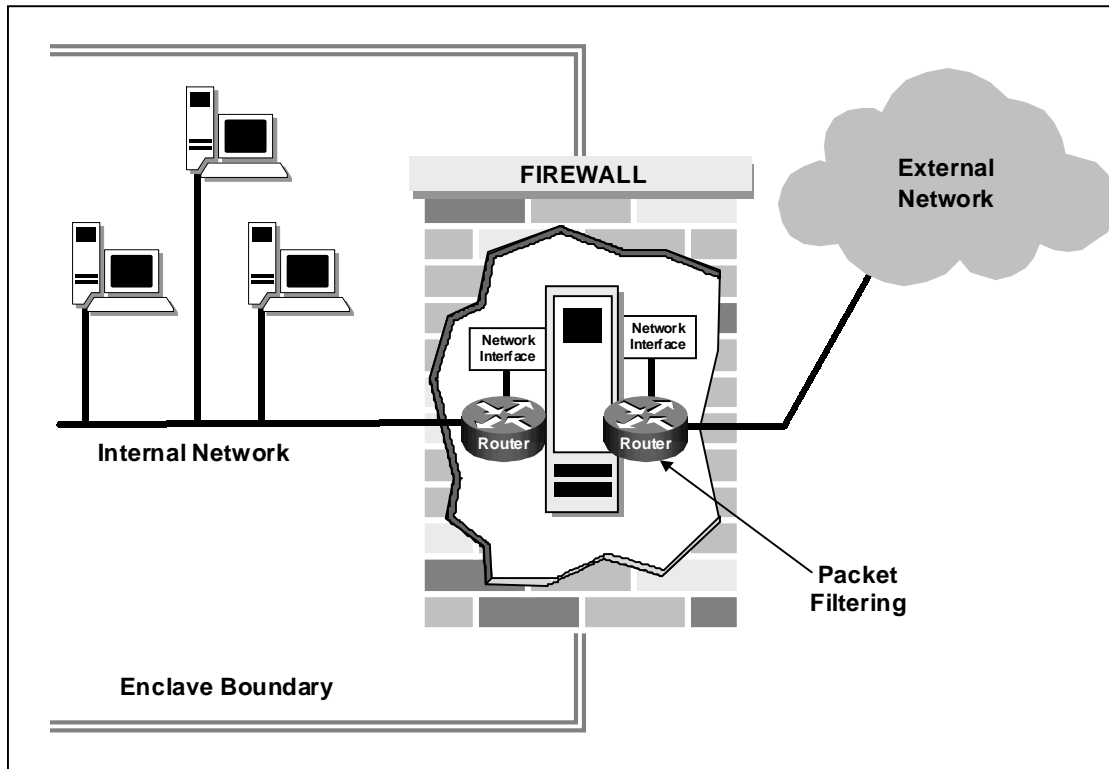 FIREWALL
External
Network
Network
Interface
Network
Interface
Router
Router
Internal Network
Packet
Filtering
Enclave Boundary